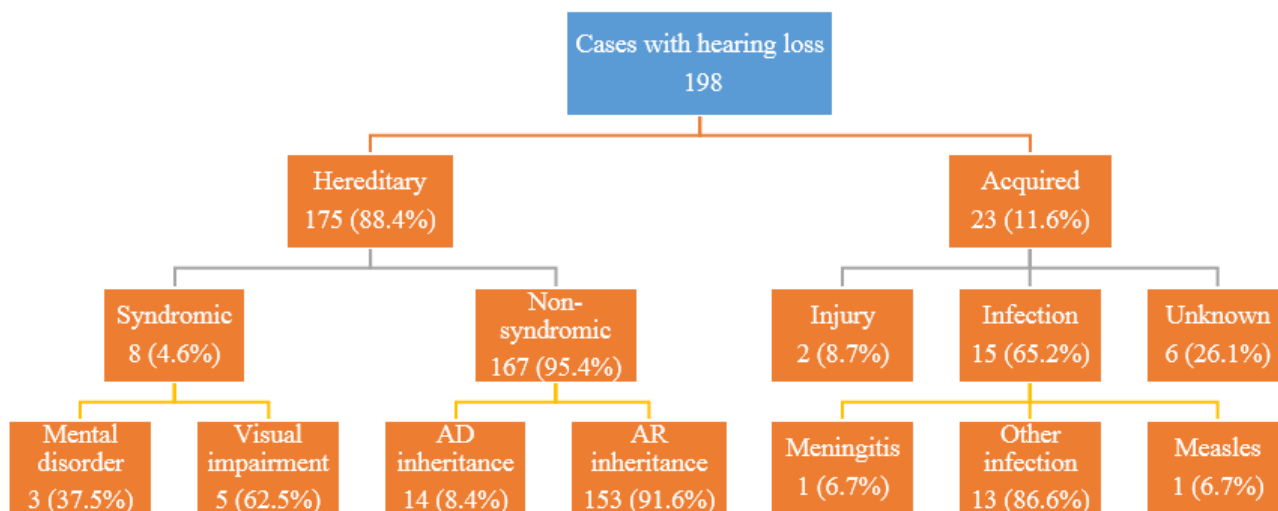 Cases with hearing loss
198
Hereditary
175 (88.4%)
Acquired
23 (11.6%)
Syndromic
8 (4.6%)
Non-
syndromic
167 (95.4%)
Injury
2 (8.7%)
Infection
15 (65.2%)
Unknown
6 (26.1%)
Mental
disorder
3 (37.5%)
Visual
impairment
5 (62.5%)
AD
inheritance
14 (8.4%)
AR
inheritance
153 (91.6%)
Meningitis
1 (6.7%)
Other
infection
13 (86.6%)
Measles
1 (6.7%)